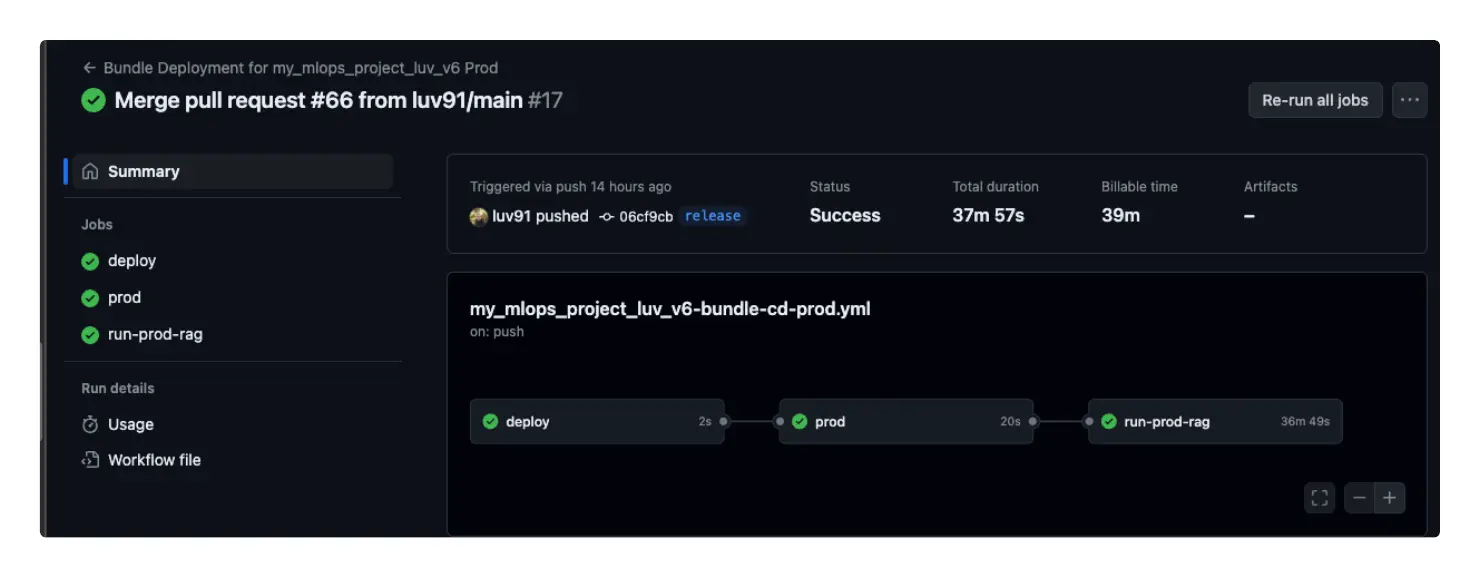 ← Bundle Deployment for my_mlops_project_luv_v6 Prod
Merge pull request #66 from luv91/main #17
Re-run all jobs
Summary
Jobs
deploy
prod
run-prod-rag
Run details
Usage
Workflow file
Triggered via push 14 hours ago
luv91 pushed 06cf9cb release
Status
Success
Total duration
37m 57s
Billable time
39m
Artifacts
–
my_mlops_project_luv_v6-bundle-cd-prod.yml
on: push
deploy 2s
prod 20s
run-prod-rag 36m 49s